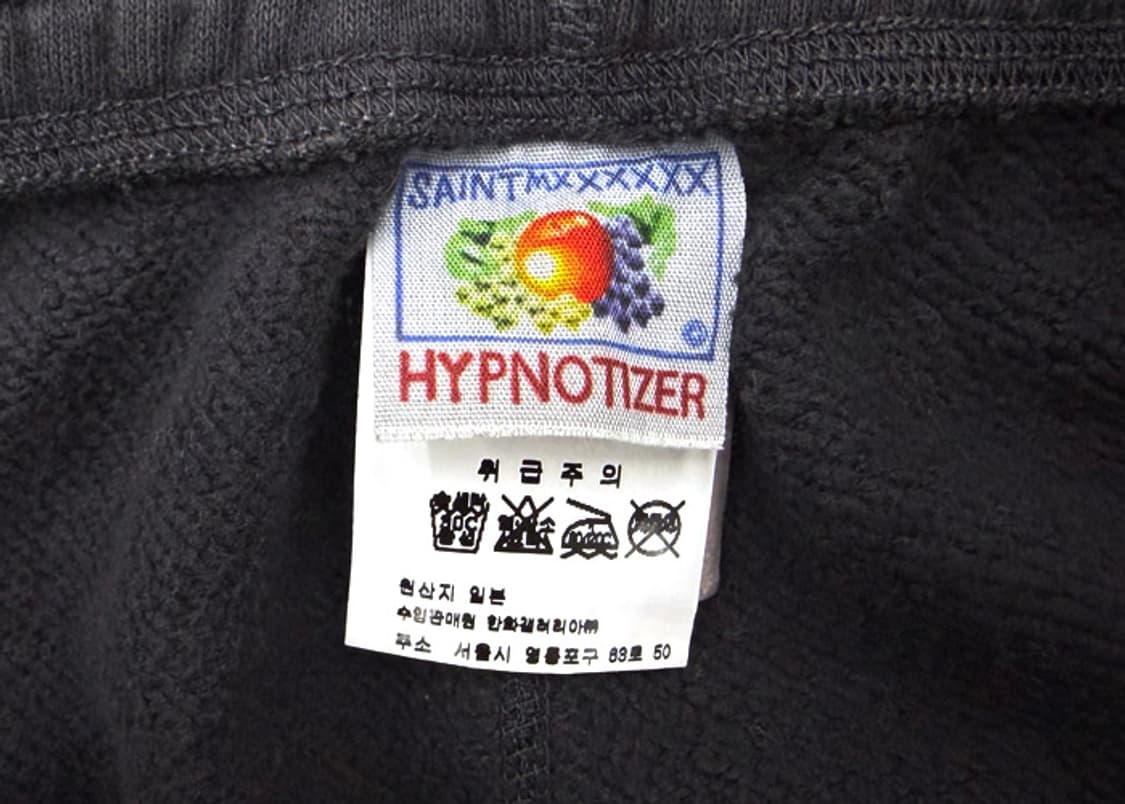 SAINT MXXXXXX
©
HYPNOTIZER
취급주의
원산지 일본
수입판매원 한화갤러리아㈜
주소 서울시 영등포구 63로 50